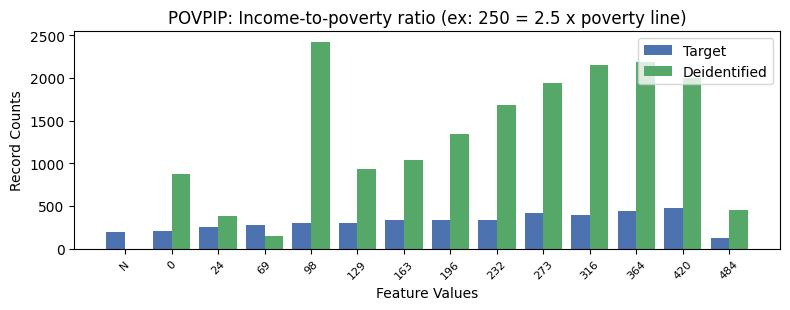 POVPIP: Income-to-poverty ratio (ex: 250 = 2.5 x poverty line)
Target
Deidentified
Record Counts
2500
2000
1500
1000
500
0
N 0 24 69 98 129 163 196 232 273 316 364 420 484
Feature Values